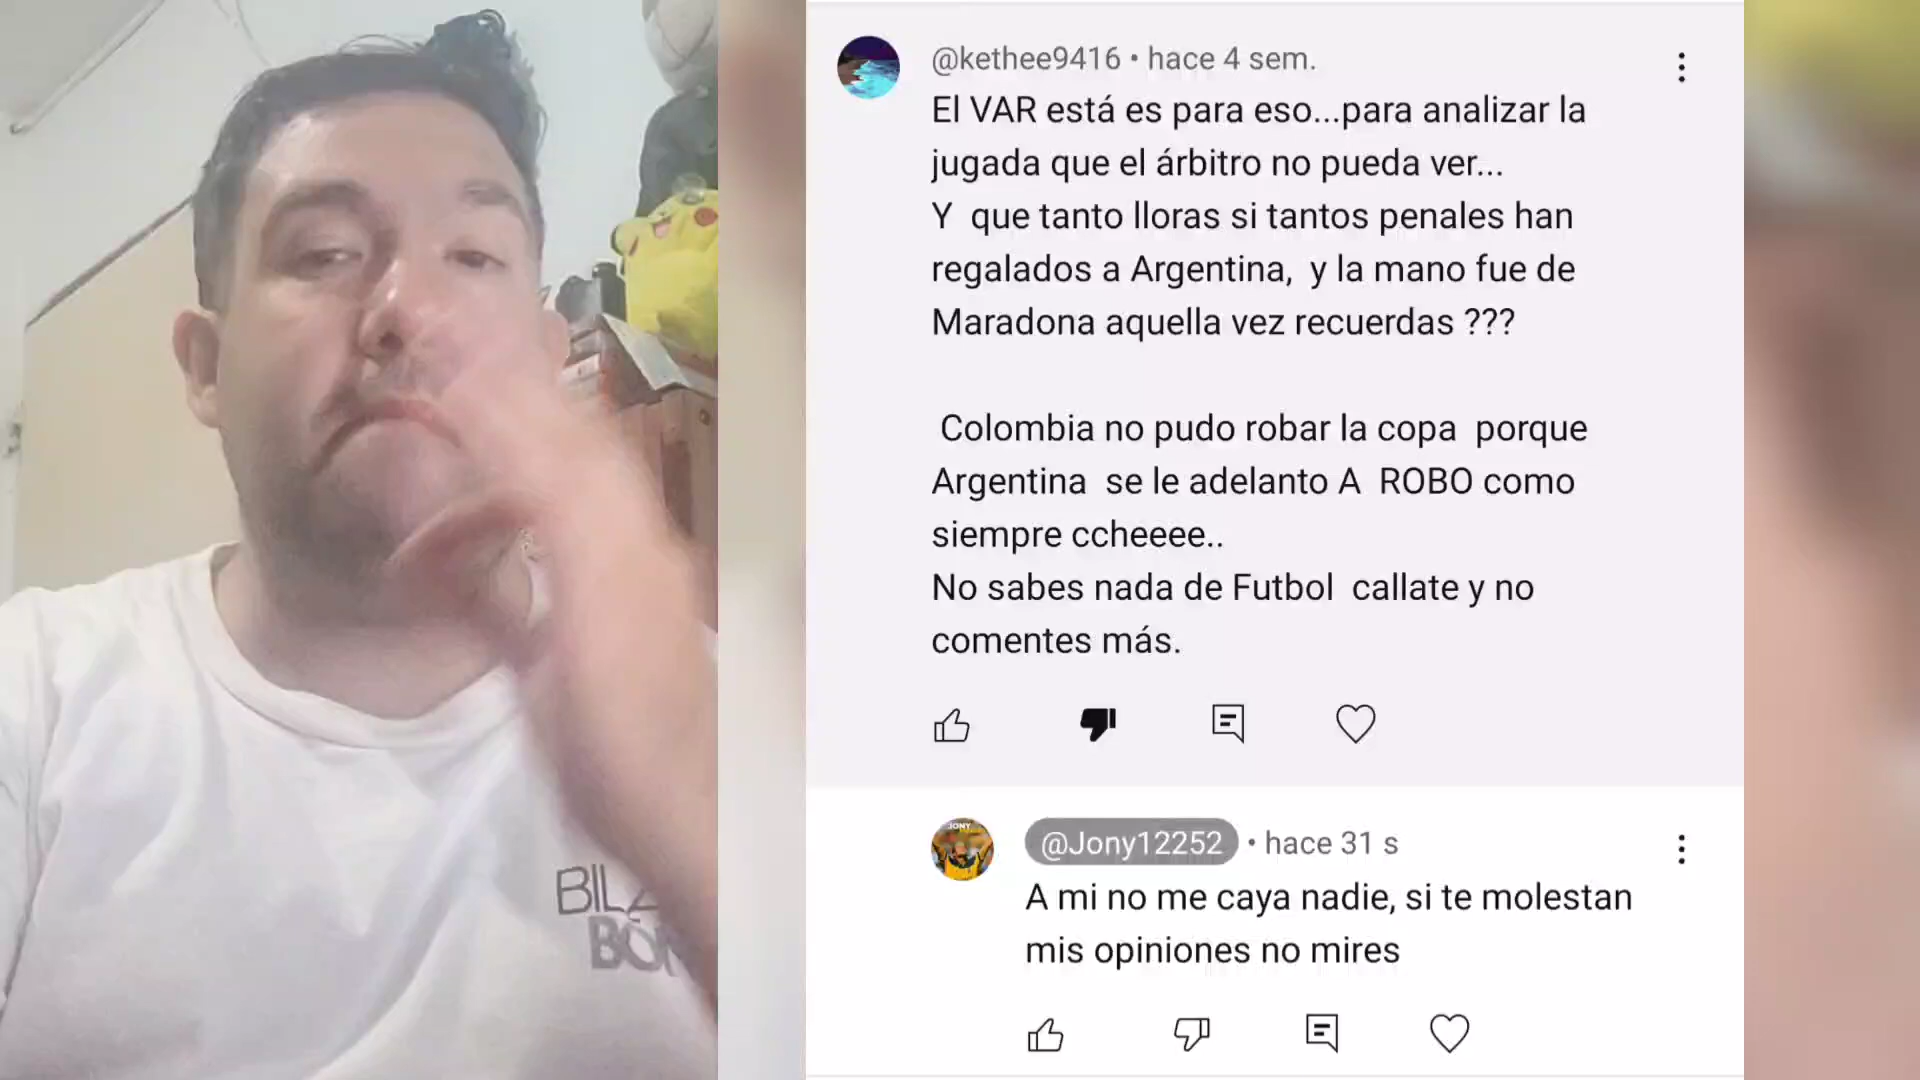 @kethee9416 • hace 4 sem.
El VAR está es para eso...para analizar la
jugada que el árbitro no pueda ver...
Y que tanto lloras si tantos penales han
regalados a Argentina, y la mano fue de
Maradona aquella vez recuerdas ???
Colombia no pudo robar la copa porque
Argentina se le adelanto A ROBO como
siempre ccheeee..
No sabes nada de Futbol callate y no
comentes más.
JONY
@Jony12252 • hace 31 s
A mi no me caya nadie, si te molestan
mis opiniones no mires